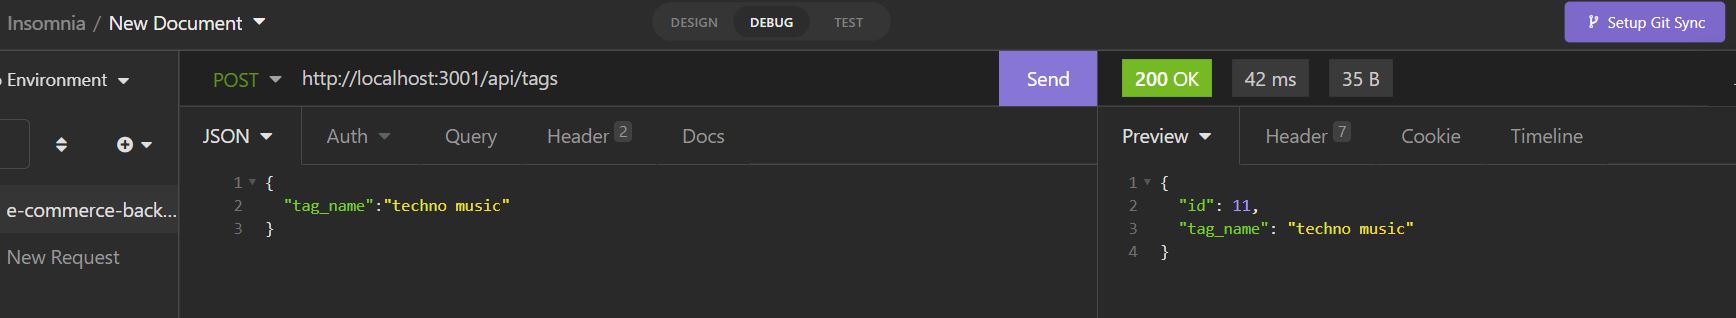 Insomnia / New Document
DESIGN DEBUG TEST
Setup Git Sync
Environment
POST http://localhost:3001/api/tags Send
200 OK 42 ms 35 B
JSON Auth Query Header 2 Docs
Preview Header 7 Cookie Timeline
e-commerce-back...
New Request
1 {
2 "tag_name":"techno music"
3 }
1 {
2 "id": 11,
3 "tag_name": "techno music"
4 }